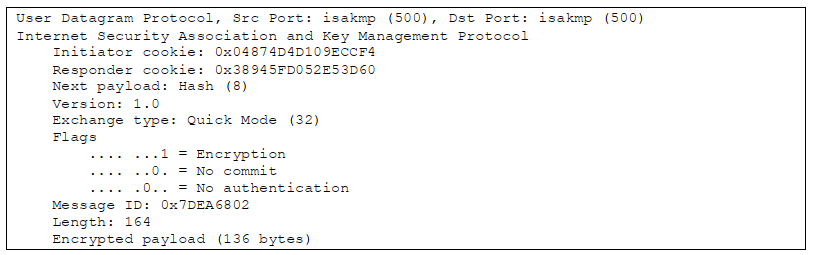 User Datagram Protocol, Src Port: isakmp (500), Dst Port: isakmp (500)
Internet Security Association and Key Management Protocol
Initiator cookie: 0x04874D4D109ECCF4
Responder cookie: 0x38945FD052E53D60
Next payload: Hash (8)
Version: 1.0
Exchange type: Quick Mode (32)
Flags
.... ...1 = Encryption
.... ..0. = No commit
.... .0.. = No authentication
Message ID: 0x7DEA6802
Length: 164
Encrypted payload (136 bytes)